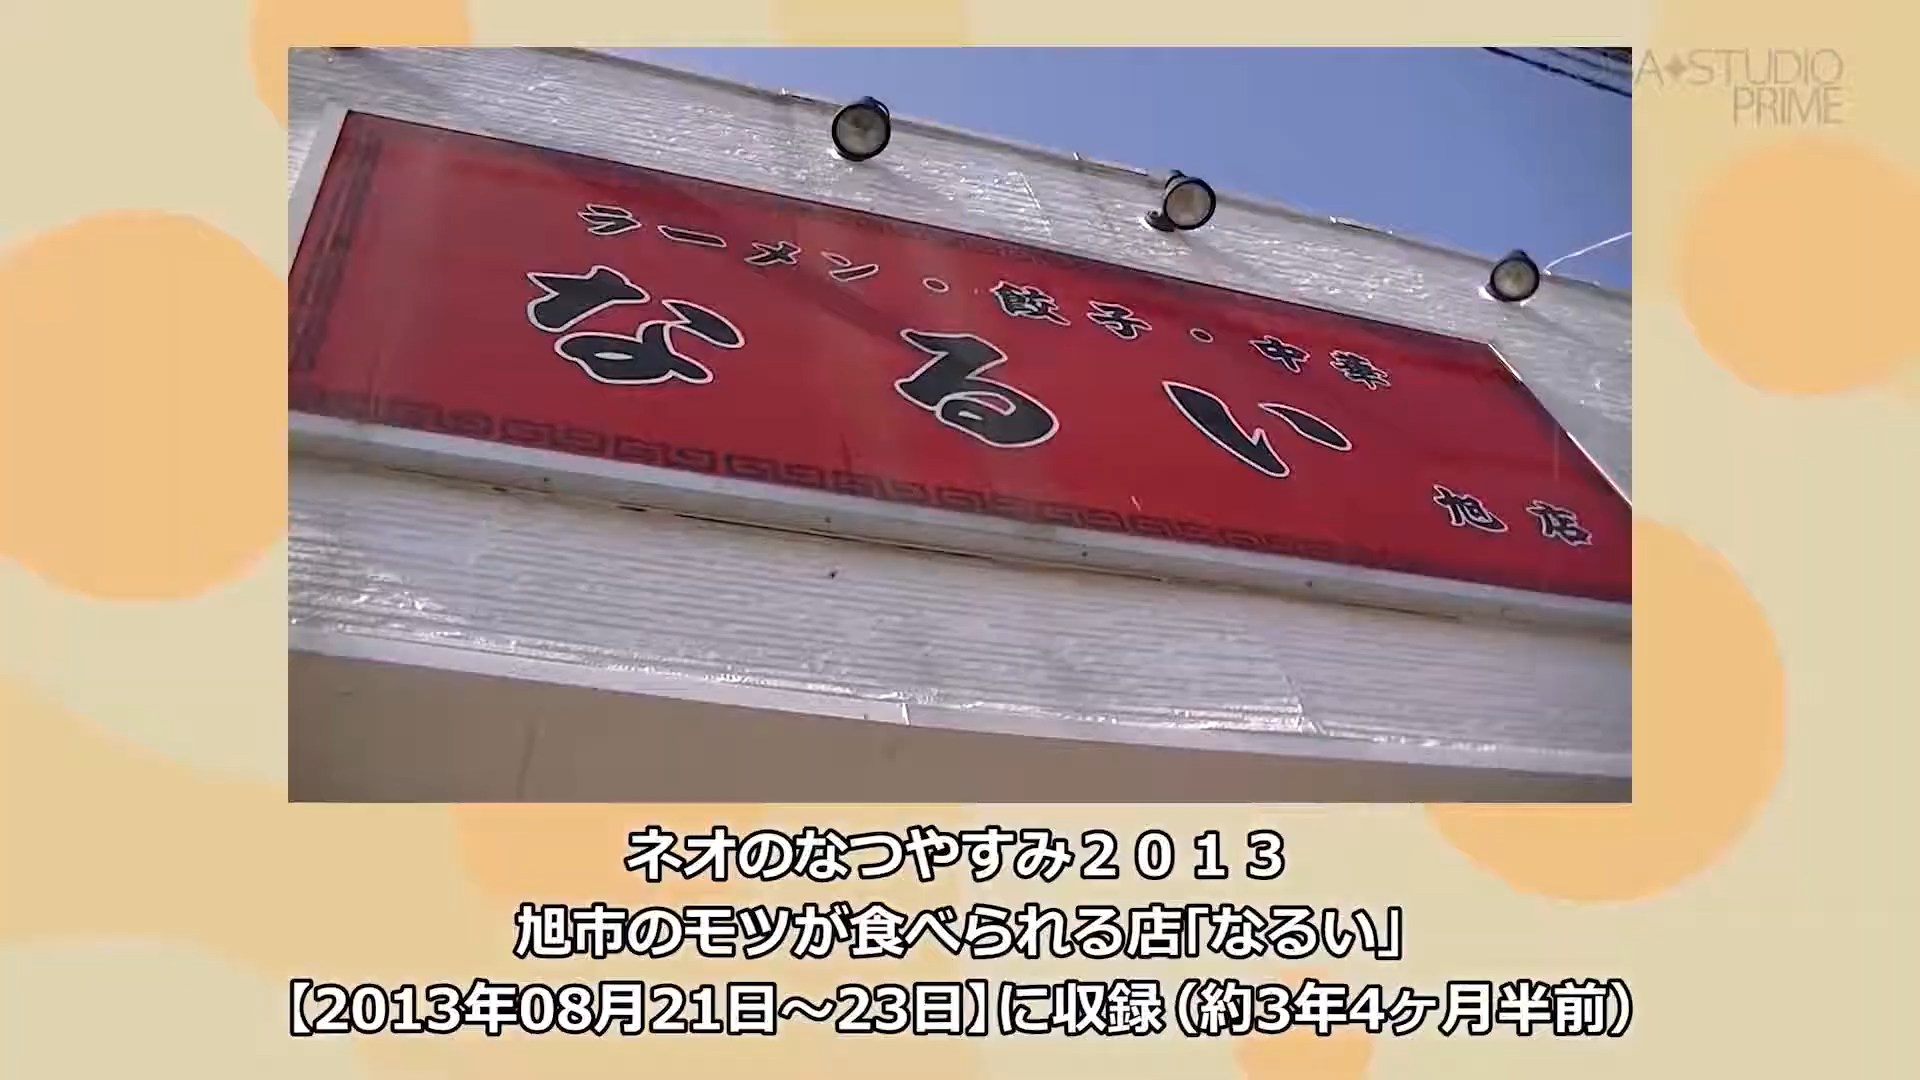 STUDIO
PRIME
ラーメン・餃子・中華
なるい
旭店
ネオのなつやすみ２０１３
旭市のモツが食べられる店「なるい」
【2013年08月21日～23日】に収録（約3年4ヶ月半前）